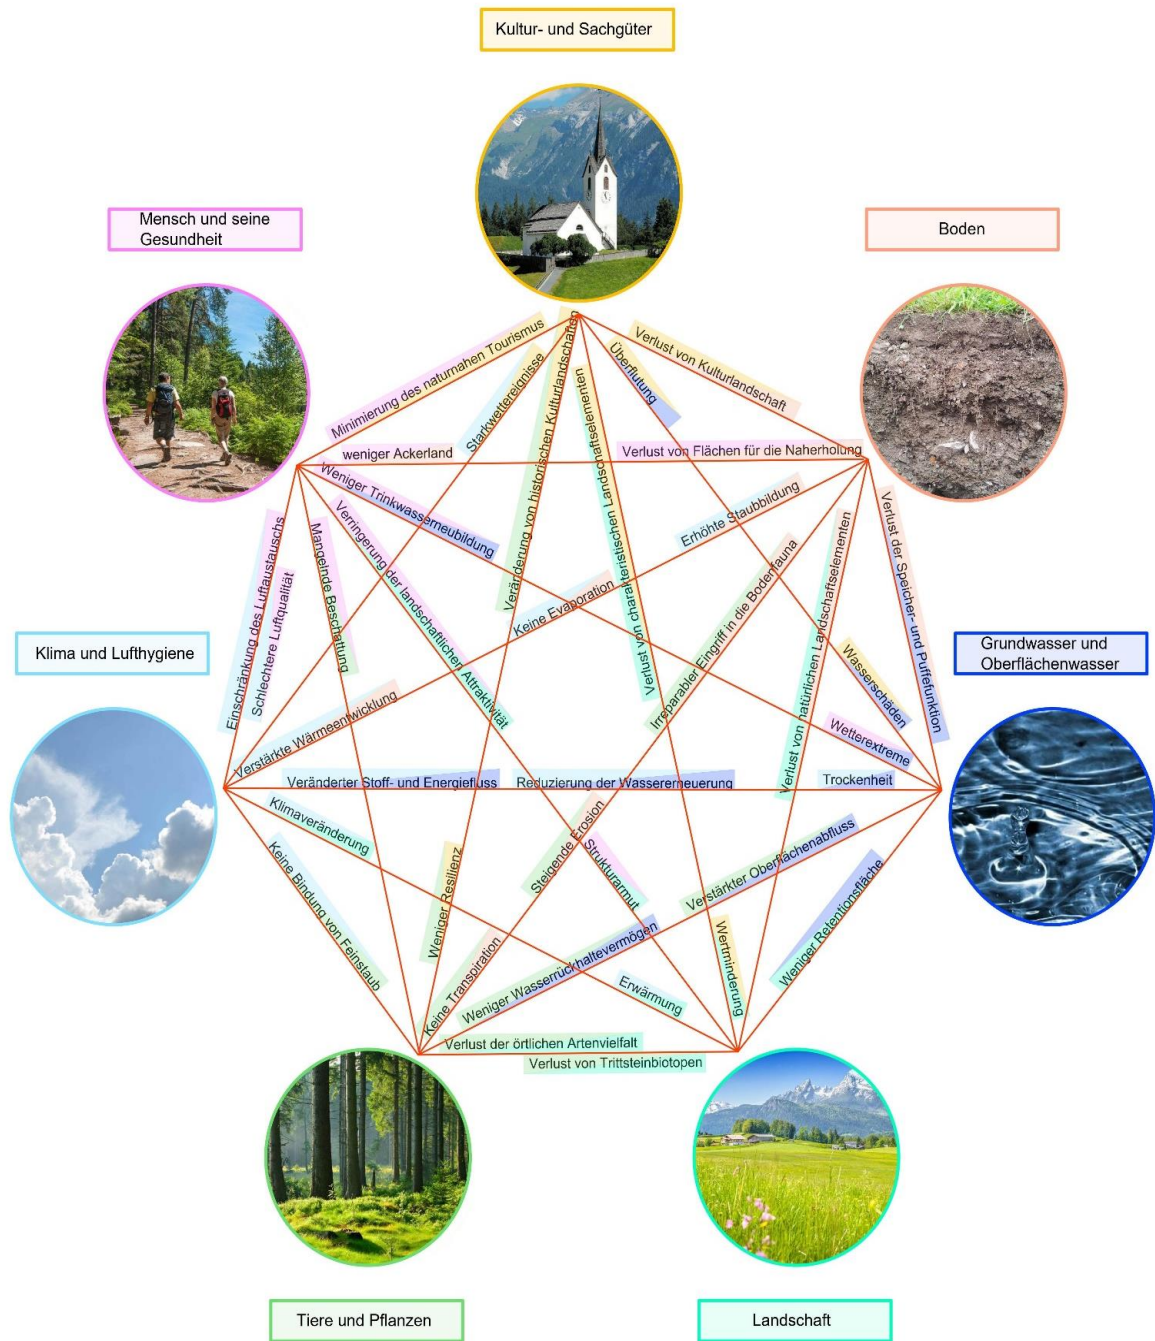 Kultur- und Sachgüter
Mensch und seine
Gesundheit
Boden
Minimierung des naturnahen Tourismus
Starkwettereignisse
Veränderung von historischen Kulturlandschaften
Verlust von charakteristischen Landschaftselementen
Überflutung
Verlust von Kulturlandschaft
weniger Ackerland
Verlust von Flächen für die Naherholung
Weniger Trinkwasserneubildung
Verringerung der landschaftlichen Attraktivität
Mangelnde Beschattung
Einschränkung des Luftaustauschs
Schlechtere Luftqualität
Erhöhte Staubbildung
Keine Evaporation
Irreparabler Eingriff in die Bodenfauna
Verlust von natürlichen Landschaftselementen
Verlust der Speicher- und Puffefunktion
Klima und Lufthygiene
Grundwasser und
Oberflächenwasser
Wasserschäden
Wetterextreme
Verstärkte Wärmeentwicklung
Veränderter Stoff- und Energiefluss
Reduzierung der Wassererneuerung
Trockenheit
Klimaveränderung
Keine Bindung von Feinstaub
Weniger Resilienz
Steigende Erosion
Strukturarmut
Verstärkter Oberflächenabfluss
Weniger Retentionsfläche
Keine Transpiration
Weniger Wasserrückhaltevermögen
Erwärmung
Wertminderung
Verlust der örtlichen Artenvielfalt
Verlust von Trittsteinbiotopen
Tiere und Pflanzen
Landschaft